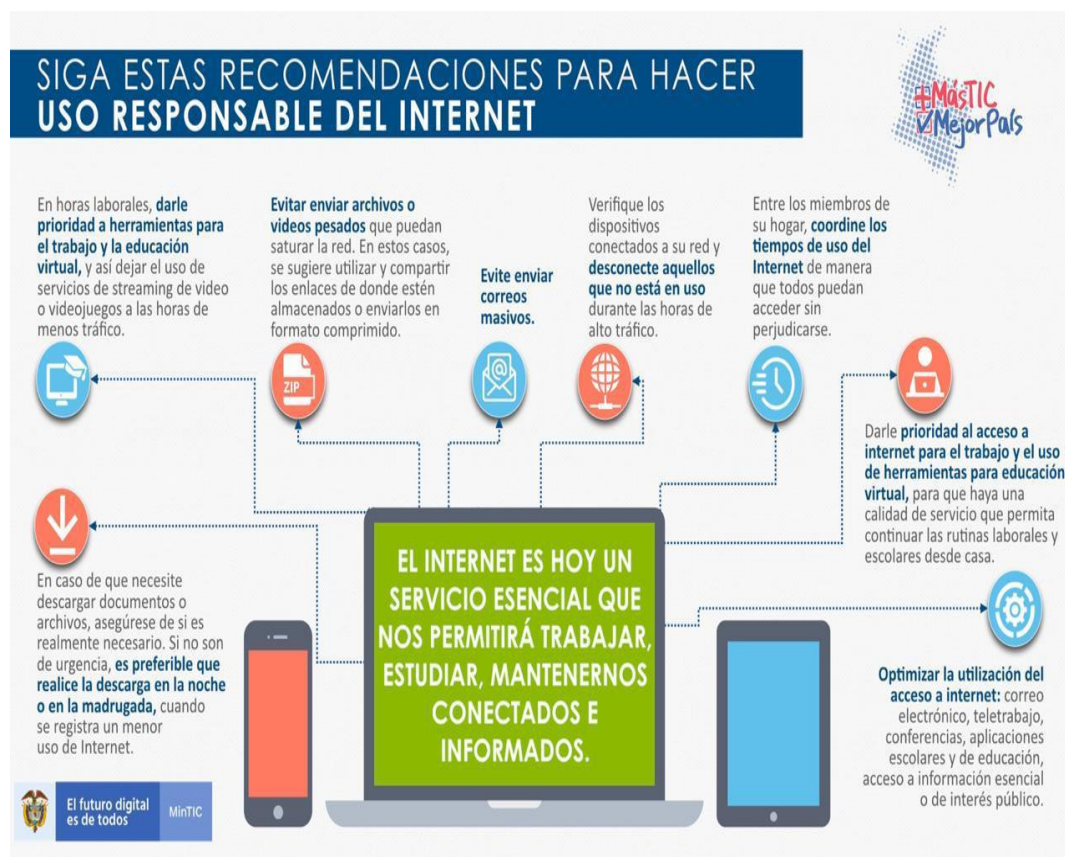 SIGA ESTAS RECOMENDACIONES PARA HACER
USO RESPONSABLE DEL INTERNET
+MásTIC
MejorPaís
En horas laborales, darle
prioridad a herramientas para
el trabajo y la educación
virtual, y así dejar el uso de
servicios de streaming de video
o videojuegos a las horas de
menos tráfico.
Evitar enviar archivos o
videos pesados que puedan
saturar la red. En estos casos,
se sugiere utilizar y compartir
los enlaces de donde estén
almacenados o enviarlos en
formato comprimido.
ZIP
Evite enviar
correos
masivos.
@
Verifique los
dispositivos
conectados a su red y
desconecte aquellos
que no está en uso
durante las horas de
alto tráfico.
Entre los miembros de
su hogar, coordine los
tiempos de uso del
Internet de manera
que todos puedan
acceder sin
perjudicarse.
Darle prioridad al acceso a
internet para el trabajo y el uso
de herramientas para educación
virtual, para que haya una
calidad de servicio que permita
continuar las rutinas laborales y
escolares desde casa.
En caso de que necesite
descargar documentos o
archivos, asegúrese de si es
realmente necesario. Si no son
de urgencia, es preferible que
realice la descarga en la noche
o en la madrugada, cuando
se registra un menor
uso de Internet.
EL INTERNET ES HOY UN
SERVICIO ESENCIAL QUE
NOS PERMITIRÁ TRABAJAR,
ESTUDIAR, MANTENERNOS
CONECTADOS E
INFORMADOS.
Optimizar la utilización del
acceso a internet: correo
electrónico, teletrabajo,
conferencias, aplicaciones
escolares y de educación,
acceso a información esencial
o de interés público.
El futuro digital
es de todos
MinTIC